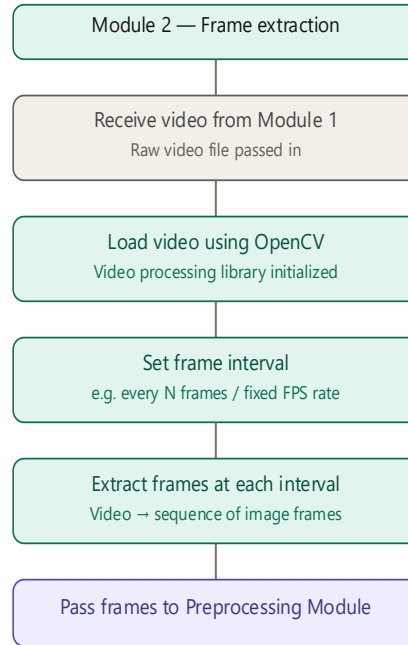 Module 2 — Frame extraction
Receive video from Module 1
Raw video file passed in
Load video using OpenCV
Video processing library initialized
Set frame interval
e.g. every N frames / fixed FPS rate
Extract frames at each interval
Video → sequence of image frames
Pass frames to Preprocessing Module